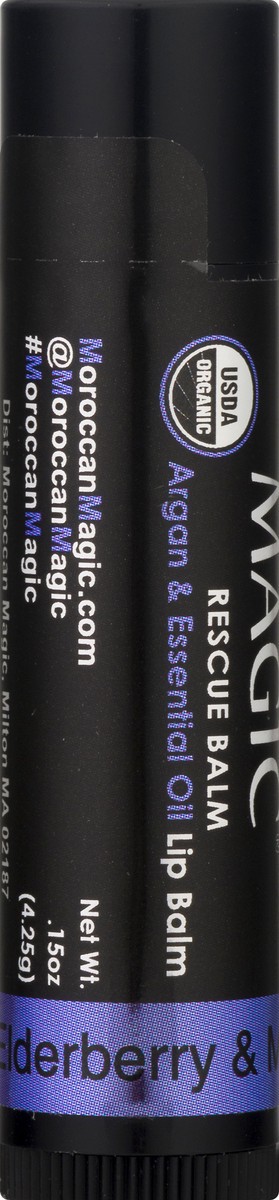 MAGIC
RESCUE BALM
Argan & Essential Oil Lip Balm
USDA
ORGANIC
MoroccanMagic.com
@MoroccanMagic
#MoroccanMagic
Net Wt.
.15oz
(4.25g)
Dist: Moroccan Magic, Milton MA 02187
Elderberry &